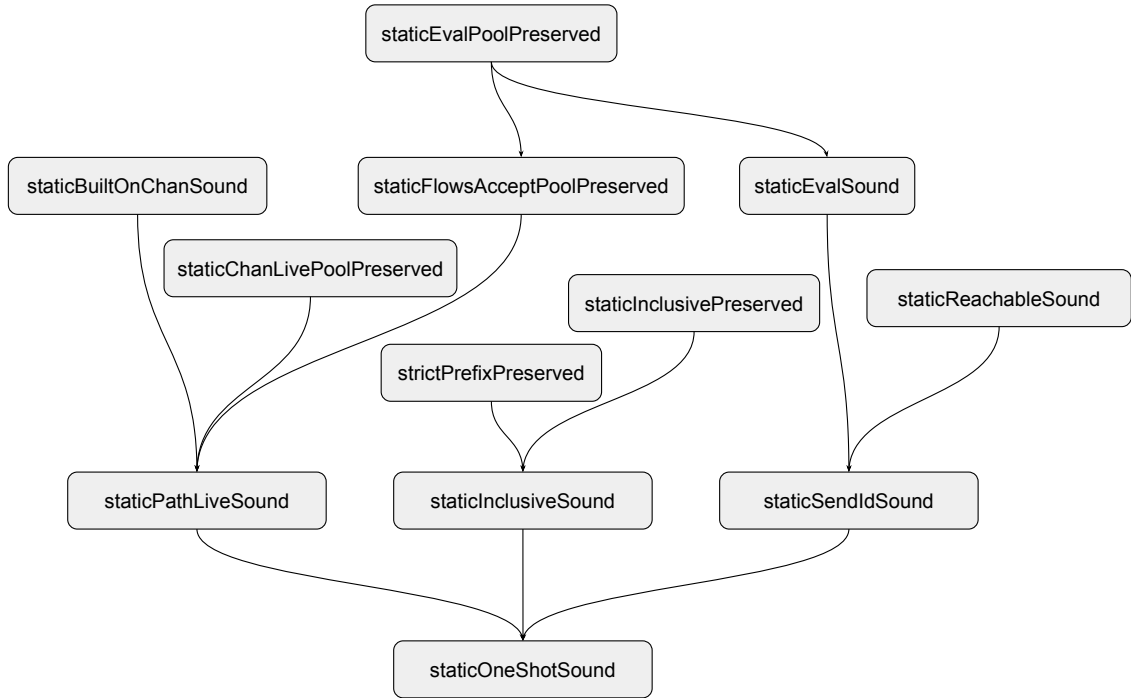 staticEvalPoolPreserved
staticBuiltOnChanSound
staticFlowsAcceptPoolPreserved
staticEvalSound
staticChanLivePoolPreserved
staticInclusivePreserved
staticReachableSound
strictPrefixPreserved
staticPathLiveSound
staticInclusiveSound
staticSendIdSound
staticOneShotSound